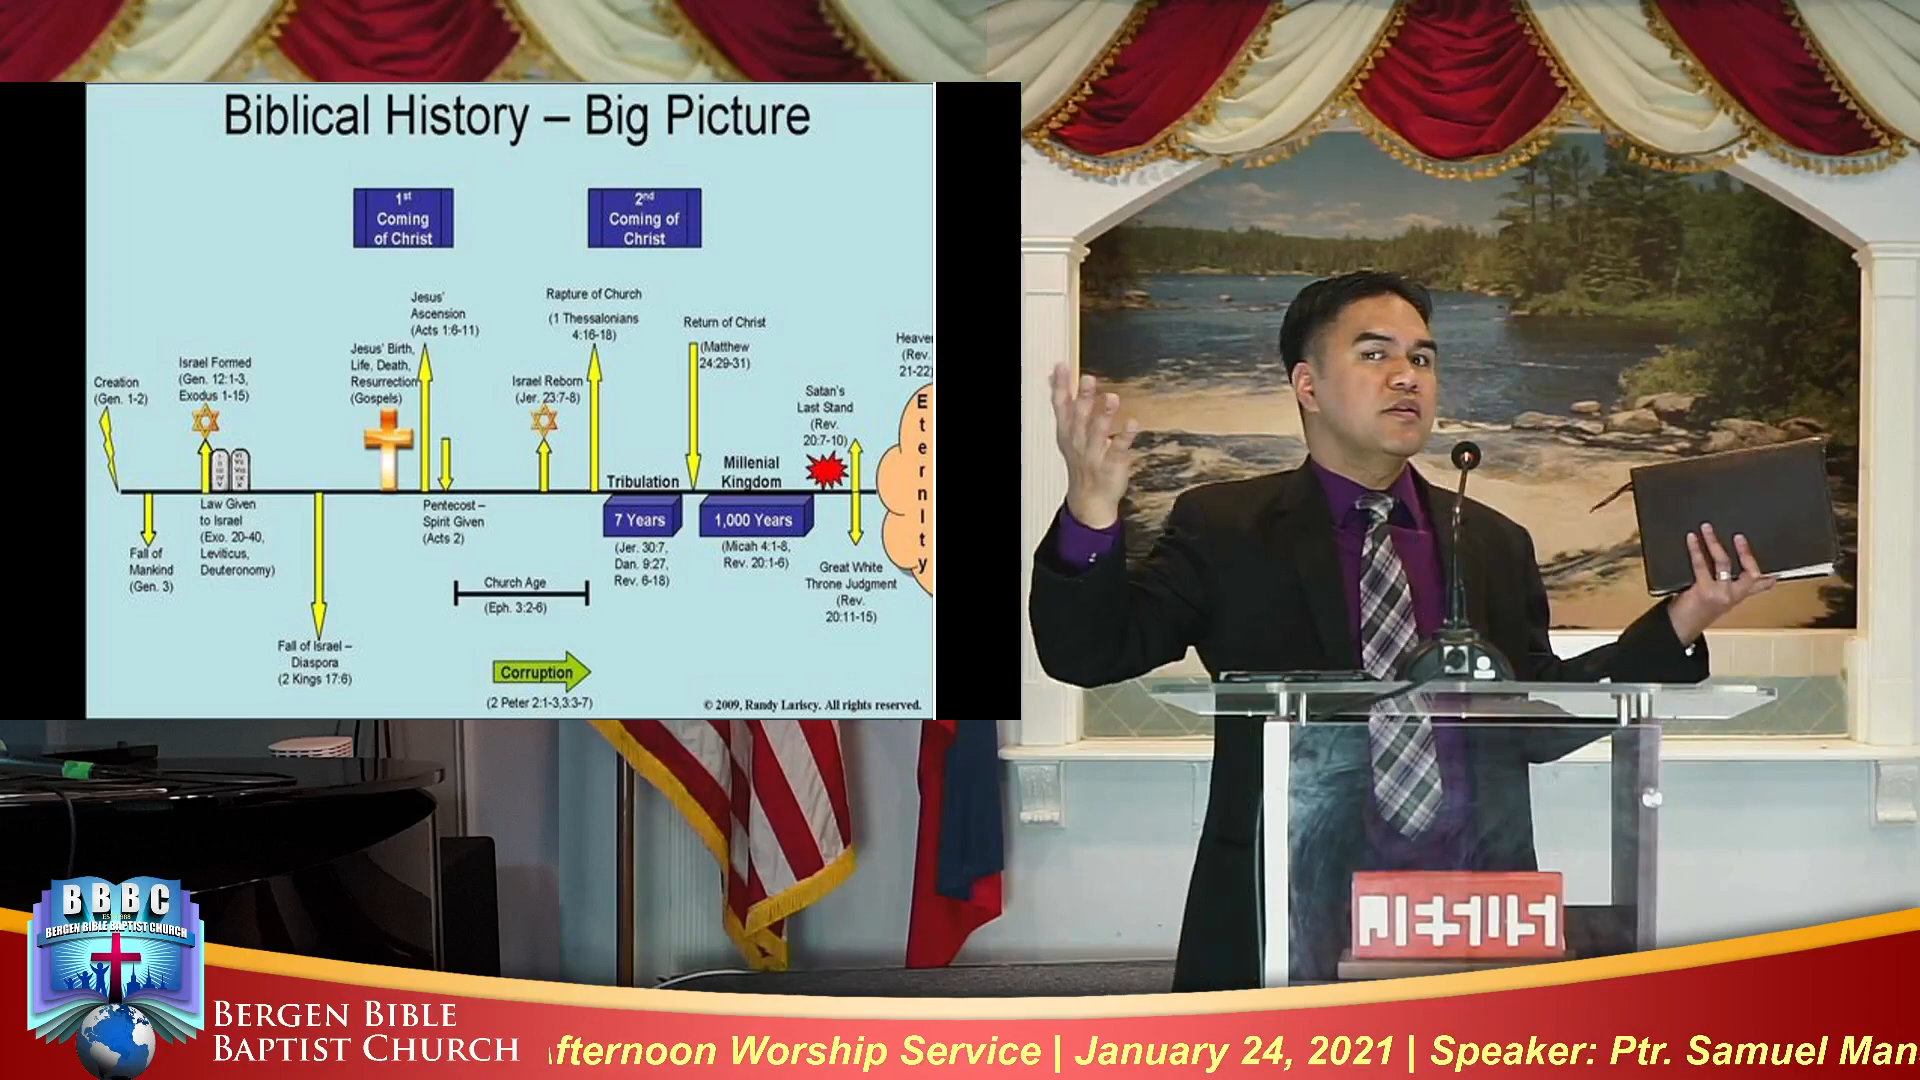 Biblical History – Big Picture
1st
Coming
of Christ
2nd
Coming of
Christ
Jesus'
Ascension
(Acts 1:6-11)
Rapture of Church
(1 Thessalonians
4:16-18)
Return of Christ
(Matthew
24:29-31)
Heave
(Rev.
21-22)
Creation
(Gen. 1-2)
Israel Formed
(Gen. 12:1-3,
Exodus 1-15)
Jesus' Birth,
Life, Death,
Resurrection
(Gospels)
Israel Reborn
(Jer. 23:7-8)
Satan's
Last Stand
(Rev.
20:7-10)
Eternity
Tribulation
7 Years
(Jer. 30:7,
Dan. 9:27,
Rev. 6-18)
Millenial
Kingdom
1,000 Years
(Micah 4:1-8,
Rev. 20:1-6)
Fall of
Mankind
(Gen. 3)
Law Given
to Israel
(Exo. 20-40,
Leviticus,
Deuteronomy)
Pentecost –
Spirit Given
(Acts 2)
Church Age
(Eph. 3:2-6)
Great White
Throne Judgment
(Rev.
20:11-15)
Fall of Israel –
Diaspora
(2 Kings 17:6)
Corruption
(2 Peter 2:1-3,3:3-7)
© 2009, Randy Lariscy. All rights reserved.
BBBC
BERGEN BIBLE BAPTIST CHURCH
BERGEN BIBLE
BAPTIST CHURCH
fternoon Worship Service | January 24, 2021 | Speaker: Ptr. Samuel Man